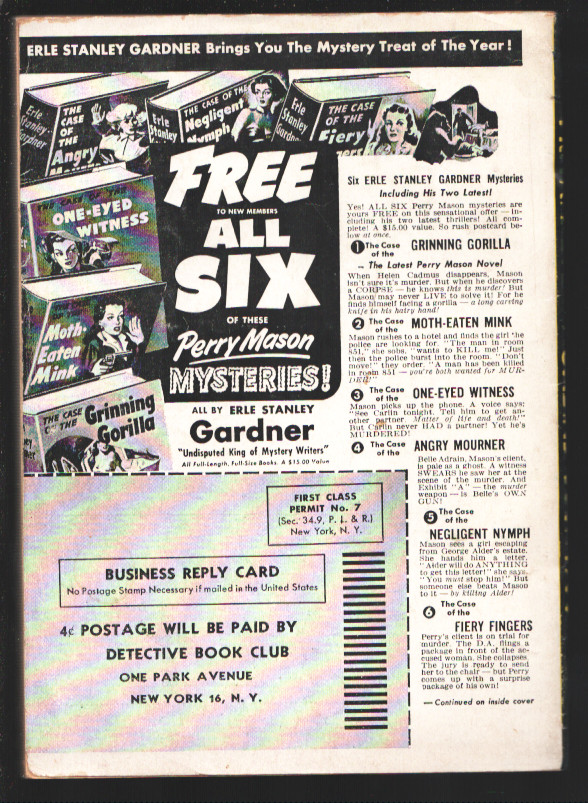 ERLE STANLEY GARDNER Brings You The Mystery Treat of The Year!
Erle
Stanley
Gardner
THE
CASE
OF THE
Angry
Erle
Stanley
THE CASE OF THE
Negligent
Nymph
Erle
Stanley
THE CASE
OF THE
Fiery
ONE-EYED
WITNESS
Moth-
Eaten
Mink
THE CASE
OF THE
Grinning
Gorilla
FREE
TO NEW MEMBERS
ALL
SIX
OF THESE
Perry Mason
MYSTERIES!
ALL BY ERLE STANLEY
Gardner
"Undisputed King of Mystery Writers"
All Full-Length, Full-Size Books. A $15.00 Value
Six ERLE STANLEY GARDNER Mysteries
Including His Two Latest!
Yes! ALL SIX Perry Mason mysteries are
yours FREE on this sensational offer — in-
cluding his two latest thrillers! All com-
plete! A $15.00 value. So rush postcard be-
low at once.
1 The Case of the GRINNING GORILLA
— The Latest Perry Mason Novel
When Helen Cadmus disappears, Mason
isn't sure it's murder. But when he discovers
a CORPSE — he knows this is murder! But
Mason may never LIVE to solve it! For he
finds himself facing a gorilla — a long carving
knife in his hairy hand!
2 The Case of the MOTH-EATEN MINK
Mason rushes to a hotel and finds the girl the
police are looking for. "The man in room
851," she sobs, "wants to KILL me!" Just
then the police burst into the room. "Don't
move!" they order. "A man has been killed
in room 851 — you're both wanted for MUR-
DER!"
3 The Case of the ONE-EYED WITNESS
Mason picks up the phone. A voice says:
"See Carlin tonight. Tell him to get an-
other partner. Matter of life and death!"
But Carlin never HAD a partner! Yet he's
MURDERED!
4 The Case of the ANGRY MOURNER
Belle Adrain, Mason's client,
is pale as a ghost. A witness
SWEARS he saw her at the
scene of the murder. And
Exhibit "A" — the murder
weapon — is Belle's OWN
GUN!
5 The Case of the
NEGLIGENT NYMPH
Mason sees a girl escaping
from George Alder's estate.
She hands him a letter.
"Alder will do ANYTHING
to get this letter!" she says.
"You must stop him!" But
someone else beats Mason
to it — by killing Alder!
6 The Case of the
FIERY FINGERS
Perry's client is on trial for
murder. The D.A. flings a
package in front of the ac-
cused woman. She collapses.
The jury is ready to send
her to the chair — but Perry
comes up with a surprise
package of his own!
— Continued on inside cover
FIRST CLASS
PERMIT No. 7
(Sec. 34.9, P. L. & R.)
New York, N. Y.
BUSINESS REPLY CARD
No Postage Stamp Necessary if mailed in the United States
4¢ POSTAGE WILL BE PAID BY
DETECTIVE BOOK CLUB
ONE PARK AVENUE
NEW YORK 16, N. Y.